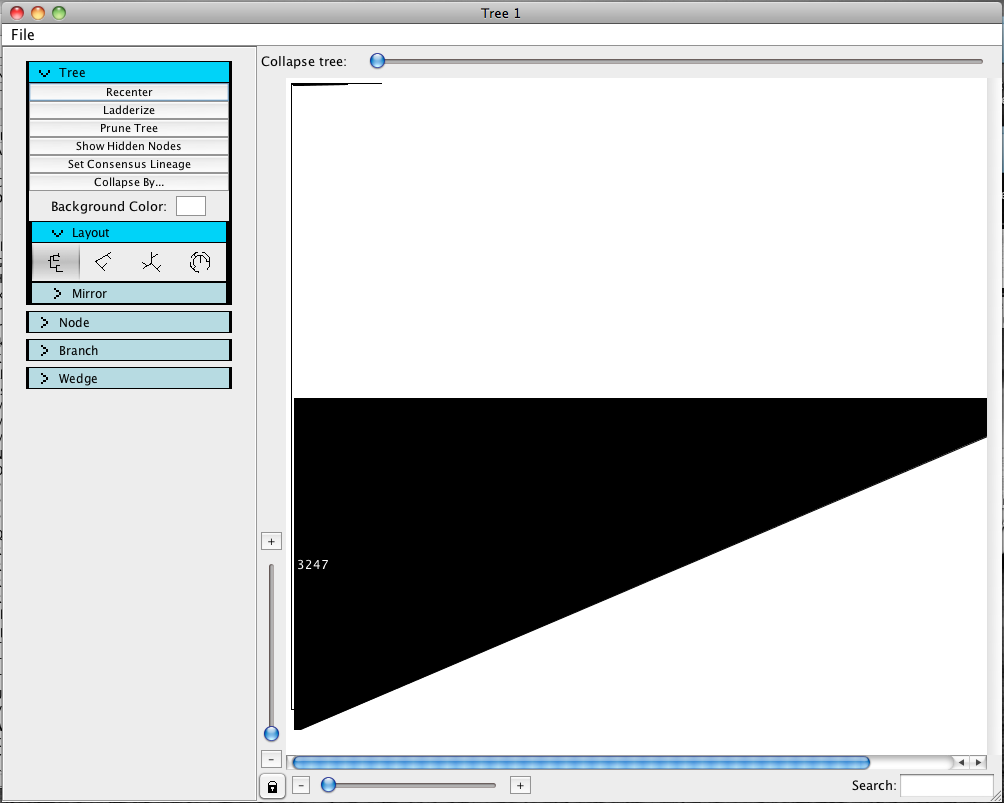 Tree 1
File
Tree
Recenter
Ladderize
Prune Tree
Show Hidden Nodes
Set Consensus Lineage
Collapse By...
Background Color:
Layout
Mirror
Node
Branch
Wedge
Collapse tree:
3247
+
-
-
+
Search: